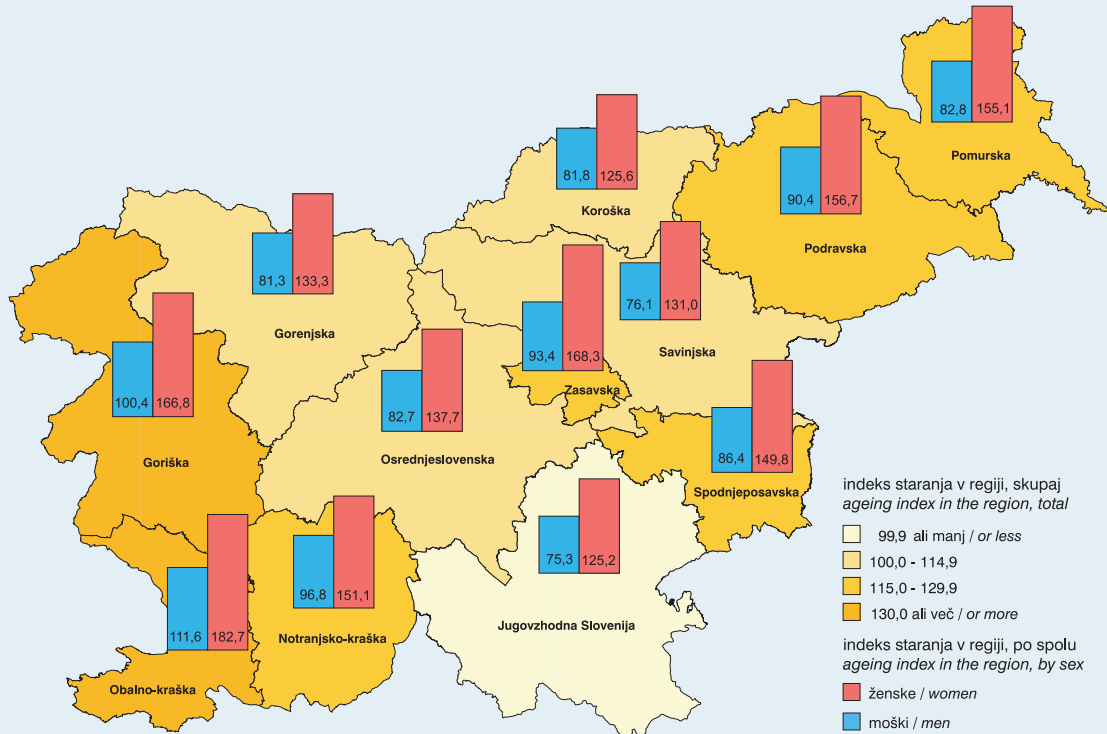 82,8 155,1
Pomurska
81,8 125,6
Koroška
90,4 156,7
Podravska
81,3 133,3
Gorenjska
76,1 131,0
Savinjska
93,4 168,3
Zasavska
100,4 166,8
Goriška
82,7 137,7
Osrednjeslovenska
86,4 149,8
Spodnjeposavska
75,3 125,2
Jugovzhodna Slovenija
96,8 151,1
Notranjsko-kraška
111,6 182,7
Obalno-kraška
indeks staranja v regiji, skupaj
ageing index in the region, total
99,9 ali manj / or less
100,0 - 114,9
115,0 - 129,9
130,0 ali več / or more
indeks staranja v regiji, po spolu
ageing index in the region, by sex
ženske / women
moški / men